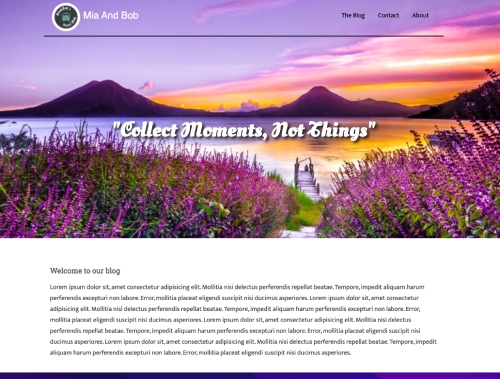 Mia And Bob
The Blog Contact About
"Collect Moments, Not Things"
Welcome to our blog
Lorem ipsum dolor sit, amet consectetur adipisicing elit. Mollitia nisi delectus perferendis repellat beatae. Tempore, impedit aliquam harum
perferendis excepturi non labore. Error, mollitia placeat eligendi suscipit nisi ducimus asperiores. Lorem ipsum dolor sit, amet consectetur
adipisicing elit. Mollitia nisi delectus perferendis repellat beatae. Tempore, impedit aliquam harum perferendis excepturi non labore. Error,
mollitia placeat eligendi suscipit nisi ducimus asperiores. Lorem ipsum dolor sit, amet consectetur adipisicing elit. Mollitia nisi delectus
perferendis repellat beatae. Tempore, impedit aliquam harum perferendis excepturi non labore. Error, mollitia placeat eligendi suscipit nisi
ducimus asperiores. Lorem ipsum dolor sit, amet consectetur adipisicing elit. Mollitia nisi delectus perferendis repellat beatae. Tempore, impedit
aliquam harum perferendis excepturi non labore. Error, mollitia placeat eligendi suscipit nisi ducimus asperiores.